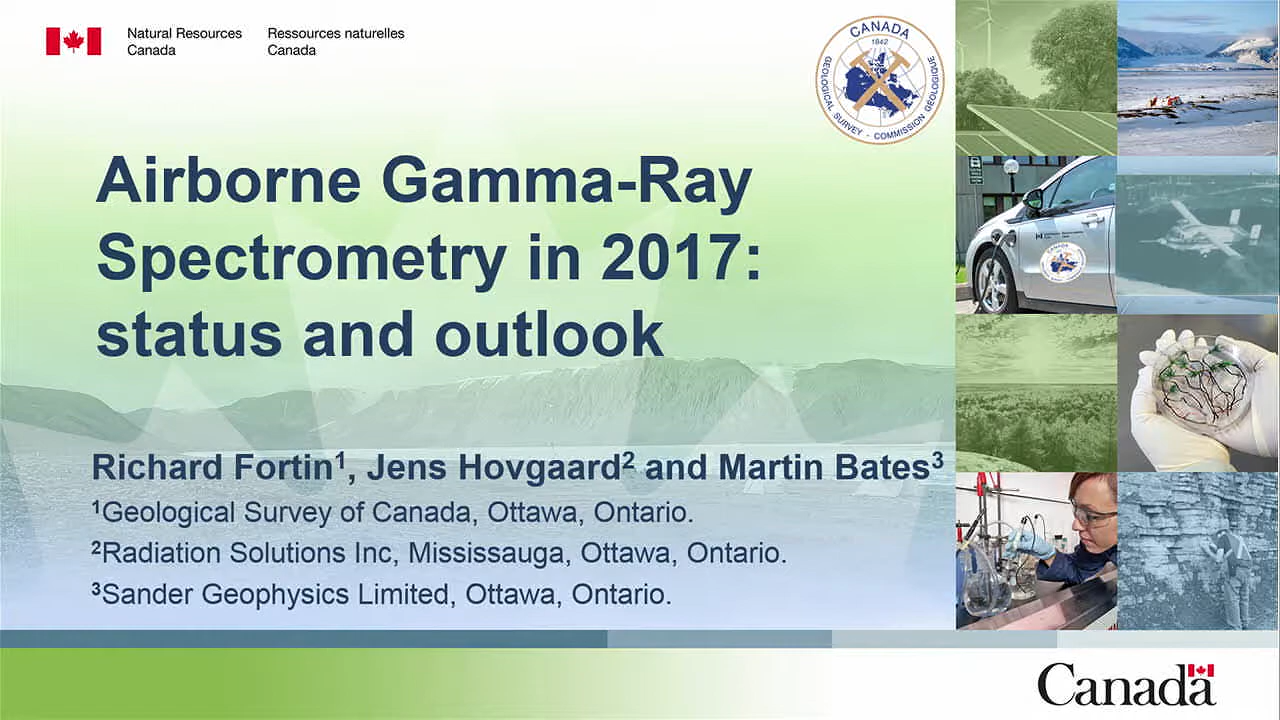 Natural Resources
Canada
Ressources naturelles
Canada
CANADA
1842
GEOLOGICAL SURVEY - COMMISSION GÉOLOGIQUE
Airborne Gamma-Ray
Spectrometry in 2017:
status and outlook
Richard Fortin¹, Jens Hovgaard² and Martin Bates³
¹Geological Survey of Canada, Ottawa, Ontario.
²Radiation Solutions Inc, Mississauga, Ottawa, Ontario.
³Sander Geophysics Limited, Ottawa, Ontario.
Canada